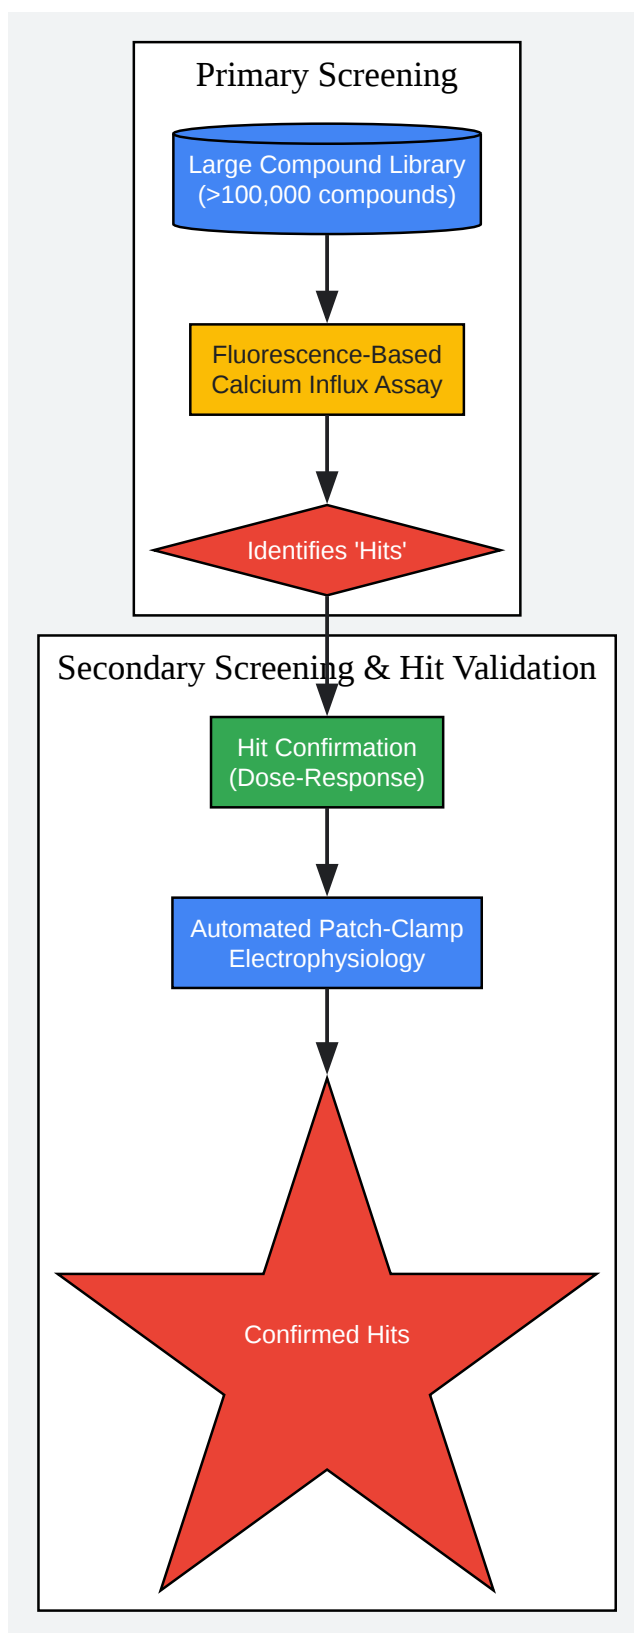 Primary Screening
Large Compound Library
(>100,000 compounds)
Fluorescence-Based
Calcium Influx Assay
Identifies 'Hits'
Secondary Screening & Hit Validation
Hit Confirmation
(Dose-Response)
Automated Patch-Clamp
Electrophysiology
Confirmed Hits